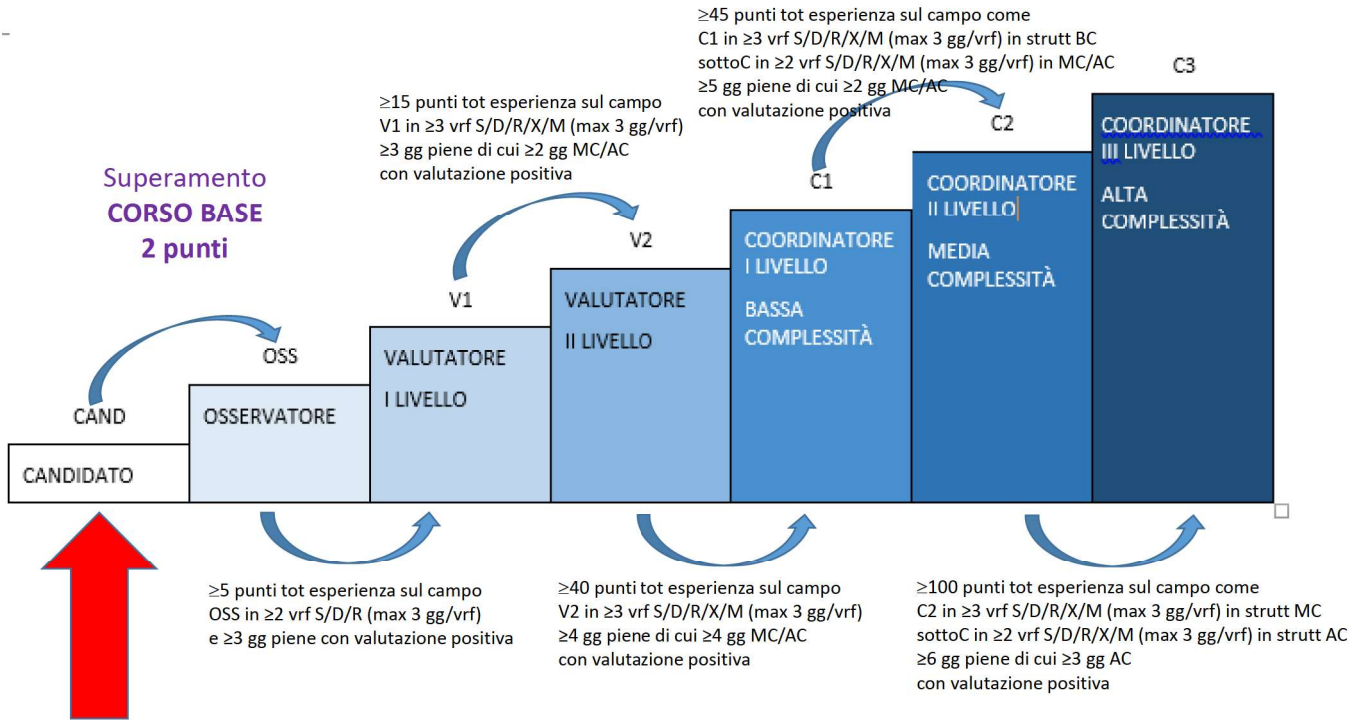 ≥45 punti tot esperienza sul campo come
C1 in ≥3 vrf S/D/R/X/M (max 3 gg/vrf) in strutt BC
sottoC in ≥2 vrf S/D/R/X/M (max 3 gg/vrf) in MC/AC
≥5 gg piene di cui ≥2 gg MC/AC
con valutazione positiva
≥15 punti tot esperienza sul campo
V1 in ≥3 vrf S/D/R/X/M (max 3 gg/vrf)
≥3 gg piene di cui ≥2 gg MC/AC
con valutazione positiva
Superamento
CORSO BASE
2 punti
CAND
CANDIDATO
OSS
OSSERVATORE
V1
VALUTATORE
I LIVELLO
V2
VALUTATORE
II LIVELLO
C1
COORDINATORE
I LIVELLO
BASSA
COMPLESSITÀ
C2
COORDINATORE
II LIVELLO
MEDIA
COMPLESSITÀ
C3
COORDINATORE
III LIVELLO
ALTA
COMPLESSITÀ
≥5 punti tot esperienza sul campo
OSS in ≥2 vrf S/D/R (max 3 gg/vrf)
e ≥3 gg piene con valutazione positiva
≥40 punti tot esperienza sul campo
V2 in ≥3 vrf S/D/R/X/M (max 3 gg/vrf)
≥4 gg piene di cui ≥4 gg MC/AC
con valutazione positiva
≥100 punti tot esperienza sul campo come
C2 in ≥3 vrf S/D/R/X/M (max 3 gg/vrf) in strutt MC
sottoC in ≥2 vrf S/D/R/X/M (max 3 gg/vrf) in strutt AC
≥6 gg piene di cui ≥3 gg AC
con valutazione positiva